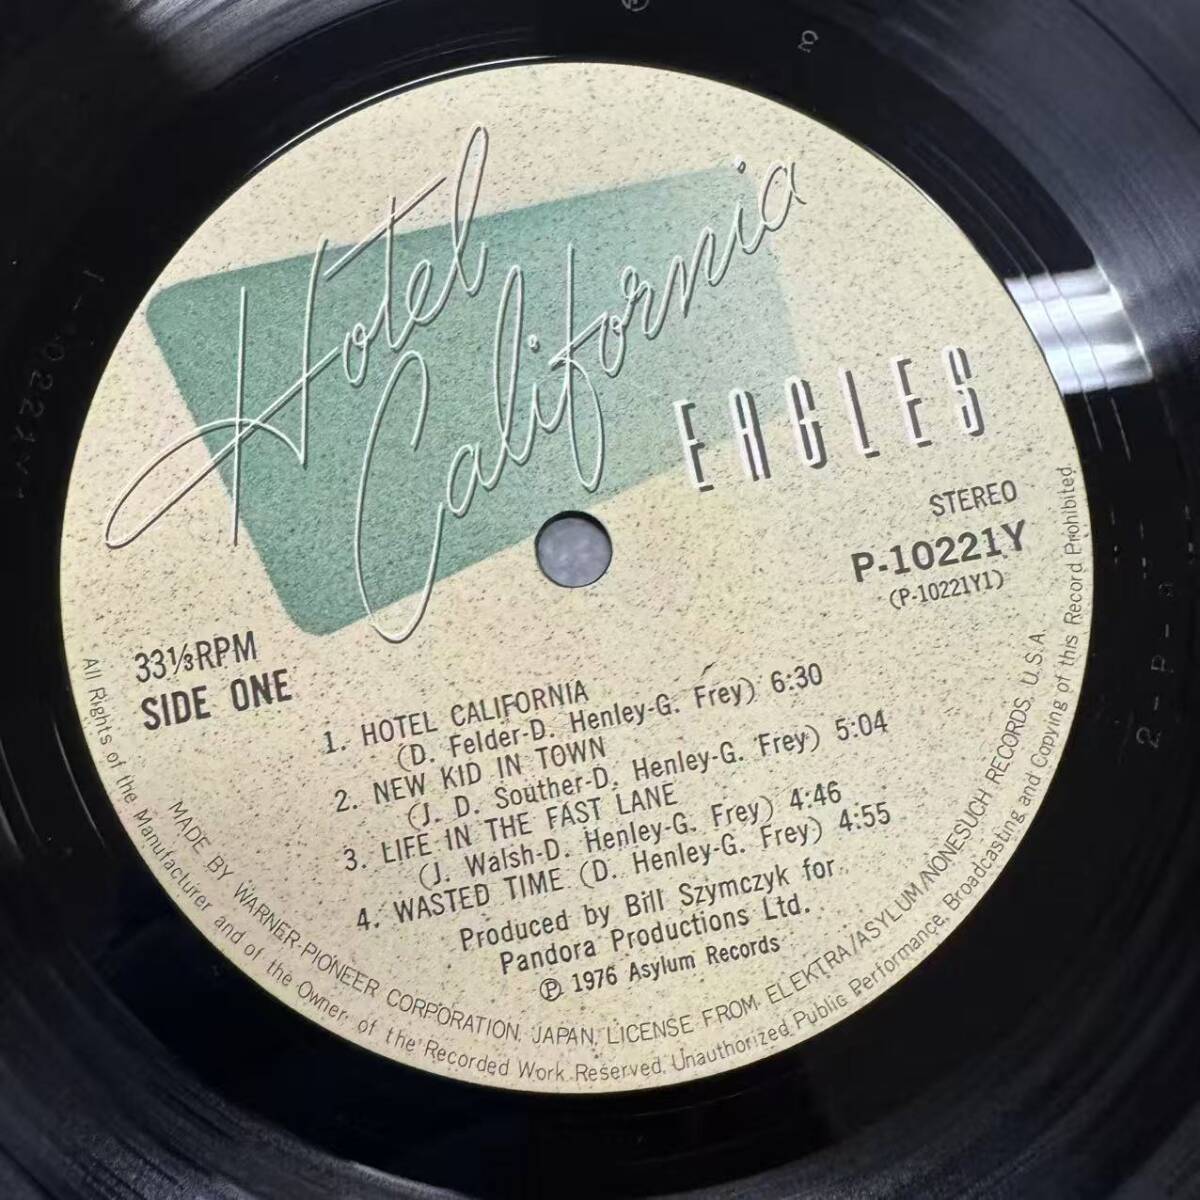 Hotel
California
EAGLES
STEREO
P-10221Y
(P-10221Y1)
33⅓RPM
SIDE ONE
1. HOTEL CALIFORNIA
(D. Felder-D. Henley-G. Frey) 6:30
2. NEW KID IN TOWN
(J. D. Souther-D. Henley-G. Frey) 5:04
3. LIFE IN THE FAST LANE
(J. Walsh-D. Henley-G. Frey) 4:46
4. WASTED TIME (D. Henley-G. Frey) 4:55
Produced by Bill Szymczyk for
Pandora Productions Ltd.
Ⓟ 1976 Asylum Records
MADE BY WARNER-PIONEER CORPORATION, JAPAN, LICENSE FROM ELEKTRA/ASYLUM/NONESUCH RECORDS, U.S.A.
All Rights of the Manufacturer and of the Owner of the Recorded Work Reserved. Unauthorized Public Performance, Broadcasting and Copying of this Record Prohibited